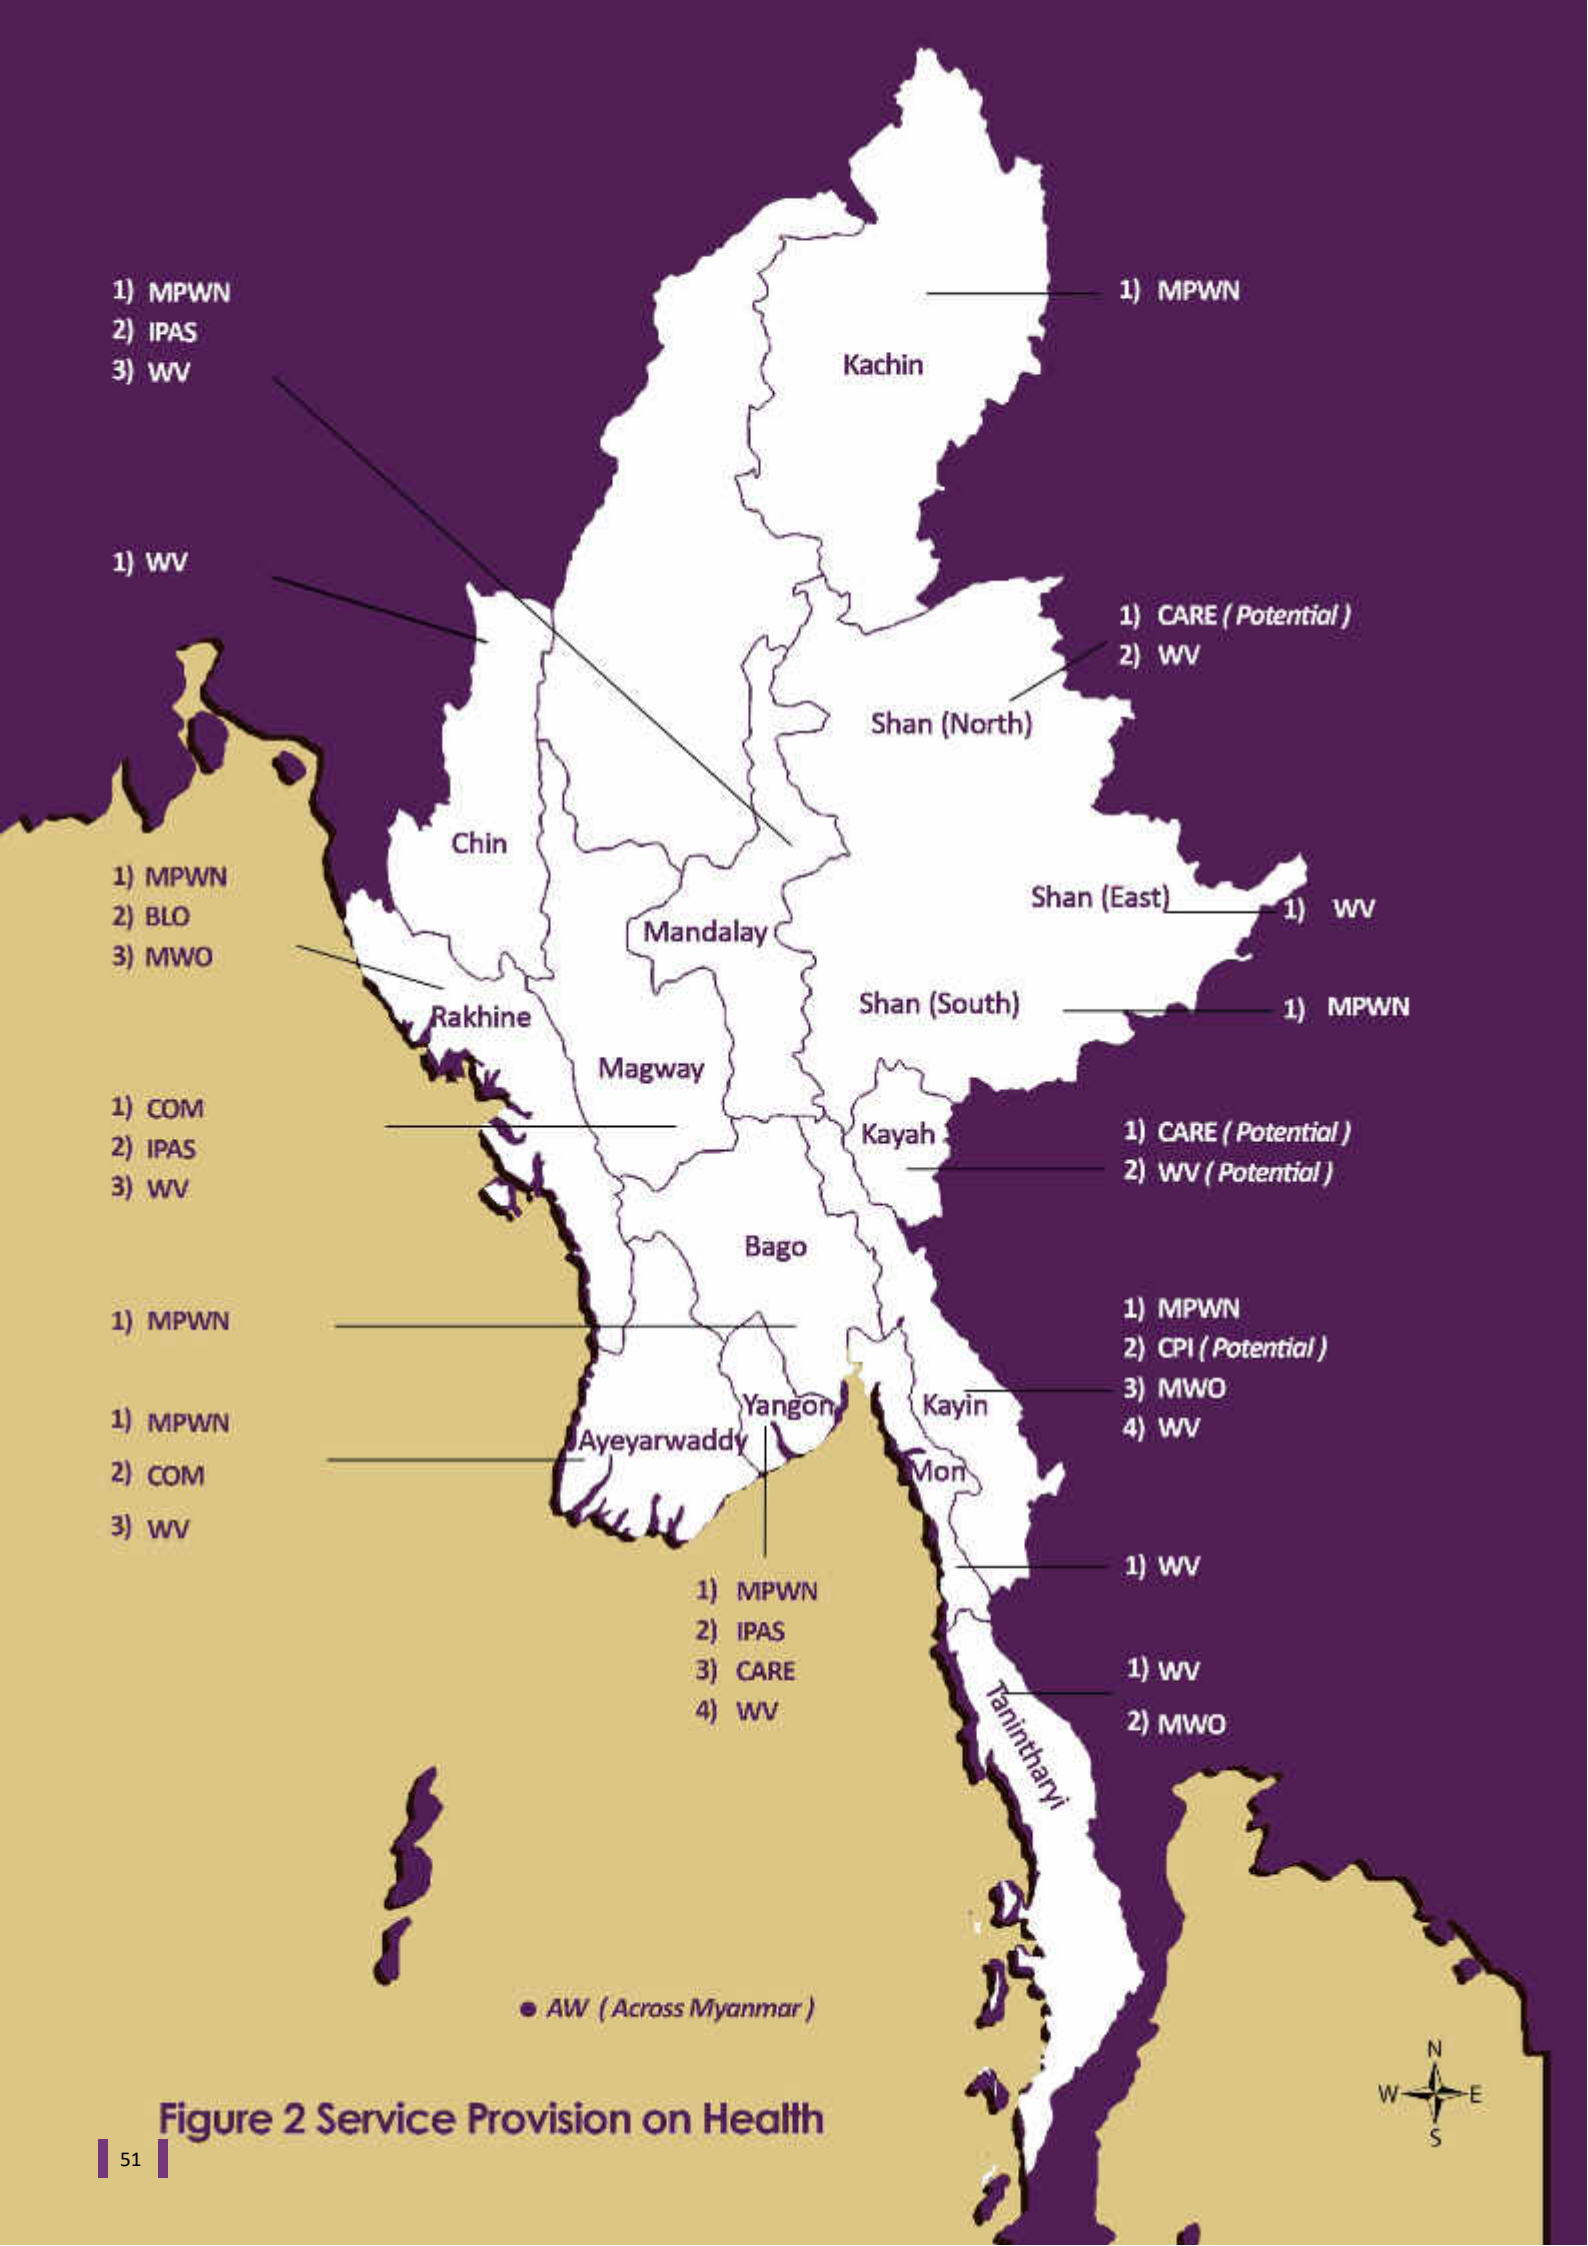 1) MPWN
2) IPAS
3) WV
1) MPWN
Kachin
1) WV
1) CARE ( Potential )
2) WV
Shan (North)
Chin
1) MPWN
2) BLO
3) MWO
Mandalay
Shan (East)
1) WV
Rakhine
Shan (South)
1) MPWN
Magway
1) COM
2) IPAS
3) WV
Kayah
1) CARE ( Potential )
2) WV ( Potential )
Bago
1) MPWN
1) MPWN
2) CPI ( Potential )
3) MWO
4) WV
Yangon
Kayin
1) MPWN
2) COM
3) WV
Ayeyarwaddy
Mon
1) WV
1) MPWN
2) IPAS
3) CARE
4) WV
1) WV
2) MWO
Tanintharyi
AW ( Across Myanmar )
N
W E
S
Figure 2 Service Provision on Health
51